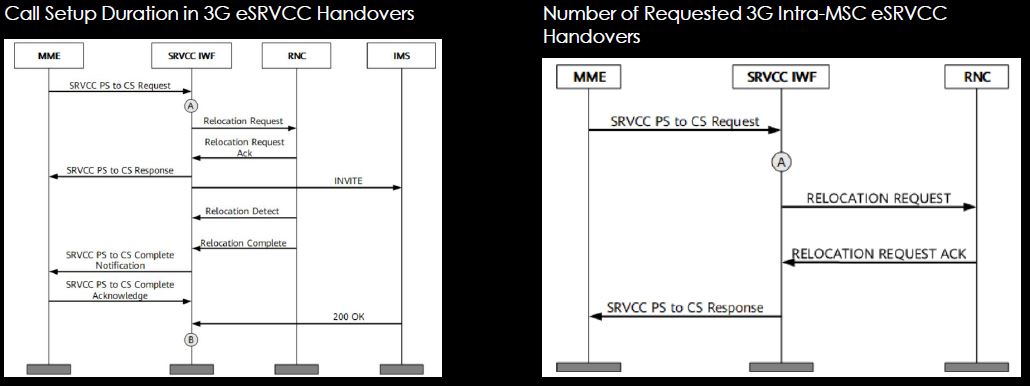 Call Setup Duration in 3G eSRVCC Handovers
MME
SRVCC IWF
RNC
IMS
SRVCC PS to CS Request
A
Relocation Request
Relocation Request
Ack
SRVCC PS to CS Response
INVITE
Relocation Detect
Relocation Complete
SRVCC PS to CS Complete
Notification
SRVCC PS to CS Complete
Acknowledge
200 OK
B
Number of Requested 3G Intra-MSC eSRVCC
Handovers
MME
SRVCC IWF
RNC
SRVCC PS to CS Request
A
RELOCATION REQUEST
RELOCATION REQUEST ACK
SRVCC PS to CS Response